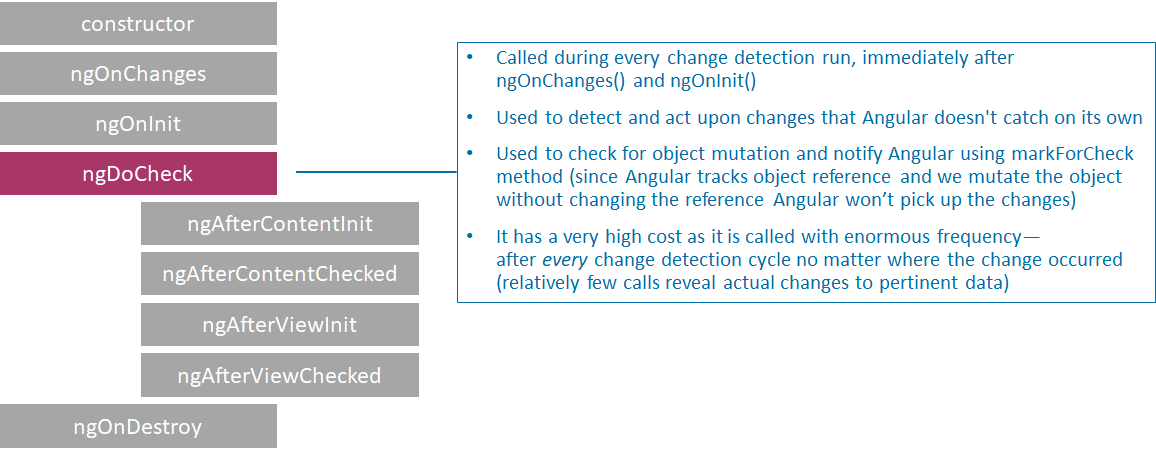 constructor
ngOnChanges
ngOnInit
ngDoCheck
ngAfterContentInit
ngAfterContentChecked
ngAfterViewInit
ngAfterViewChecked
ngOnDestroy
• Called during every change detection run, immediately after
ngOnChanges() and ngOnInit()
• Used to detect and act upon changes that Angular doesn't catch on its own
• Used to check for object mutation and notify Angular using markForCheck
method (since Angular tracks object reference and we mutate the object
without changing the reference Angular won’t pick up the changes)
• It has a very high cost as it is called with enormous frequency—
after every change detection cycle no matter where the change occurred
(relatively few calls reveal actual changes to pertinent data)